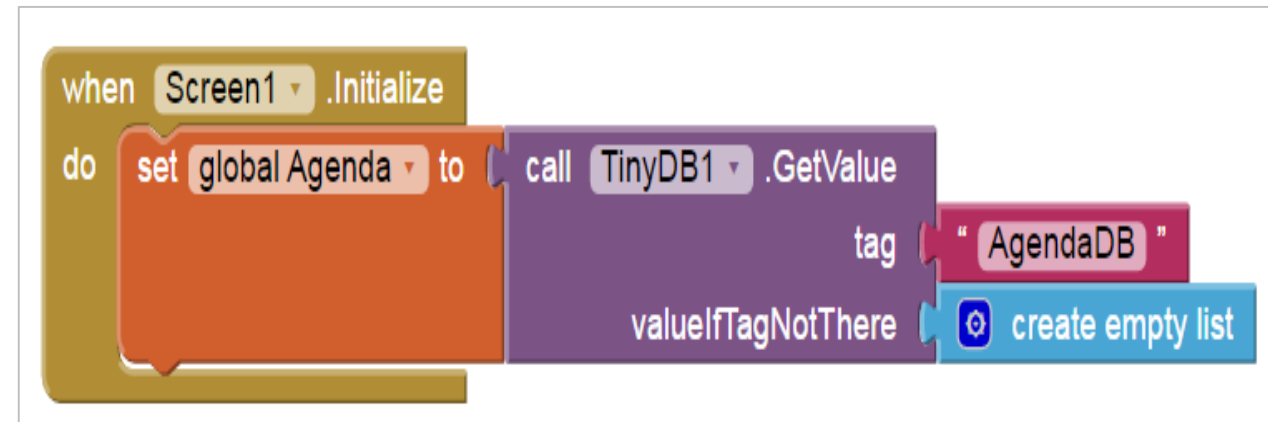 when Screen1 .Initialize
do set global Agenda to call TinyDB1 .GetValue
tag “ AgendaDB ”
valueIfTagNotThere create empty list